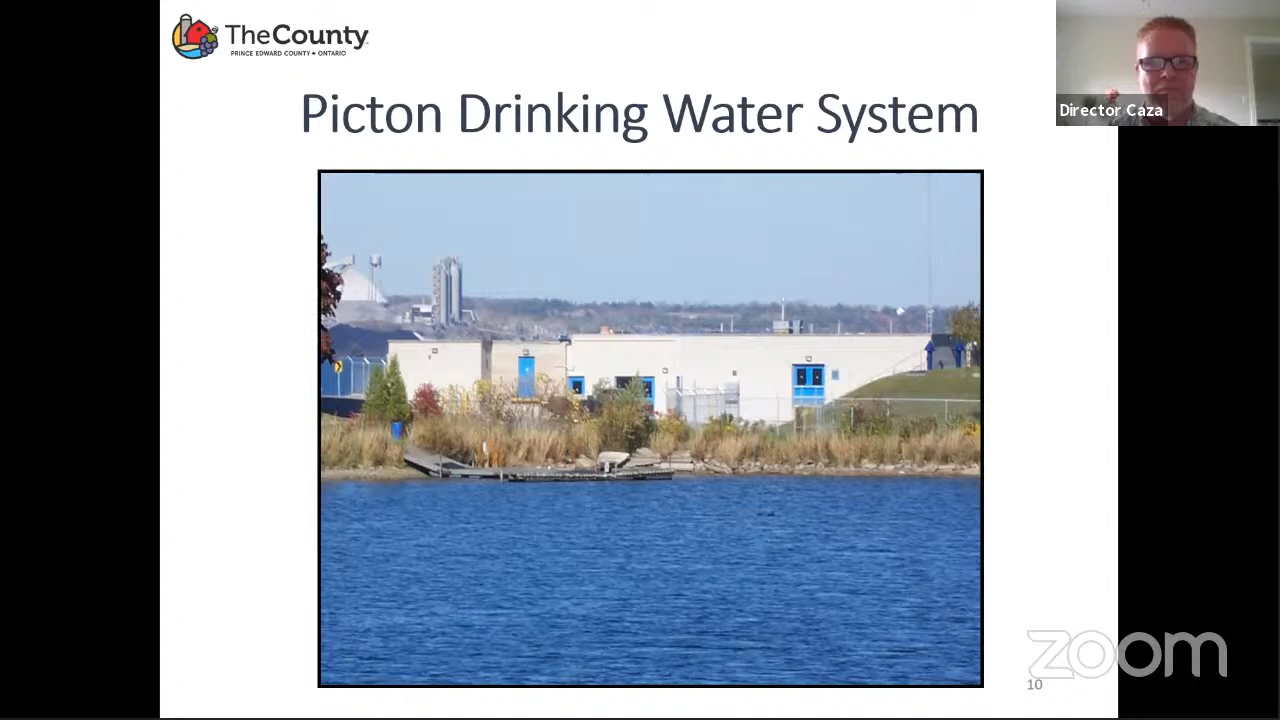 TheCounty
PRINCE EDWARD COUNTY • ONTARIO
Director Caza
Picton Drinking Water System
zoom
10